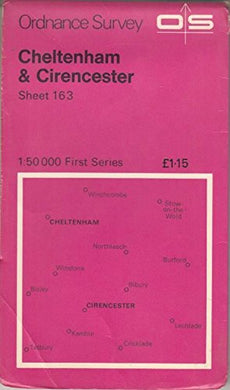 Ordnance Survey OS
Cheltenham
& Cirencester
Sheet 163
1:50 000 First Series £1·15
Winchcombe
Stow-
on-the-
Wold
CHELTENHAM
Northleach
Burford
Winstone
Bisley
Bibury
CIRENCESTER
Lechlade
Kemble
Tetbury
Cricklade